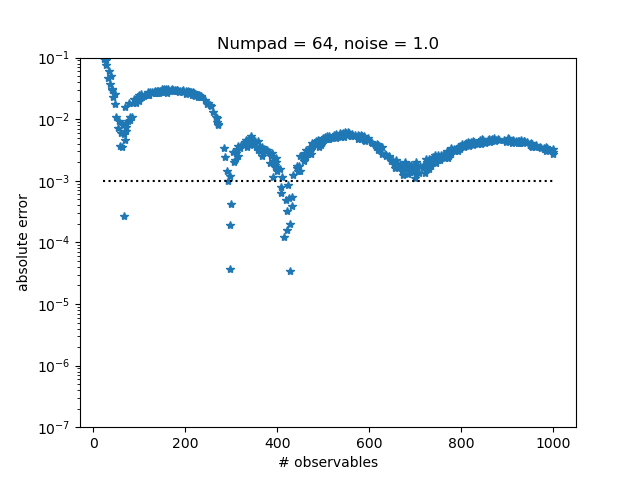 Numpad = 64, noise = 1.0
absolute error
10⁻¹
10⁻²
10⁻³
10⁻⁴
10⁻⁵
10⁻⁶
10⁻⁷
0 200 400 600 800 1000
# observables